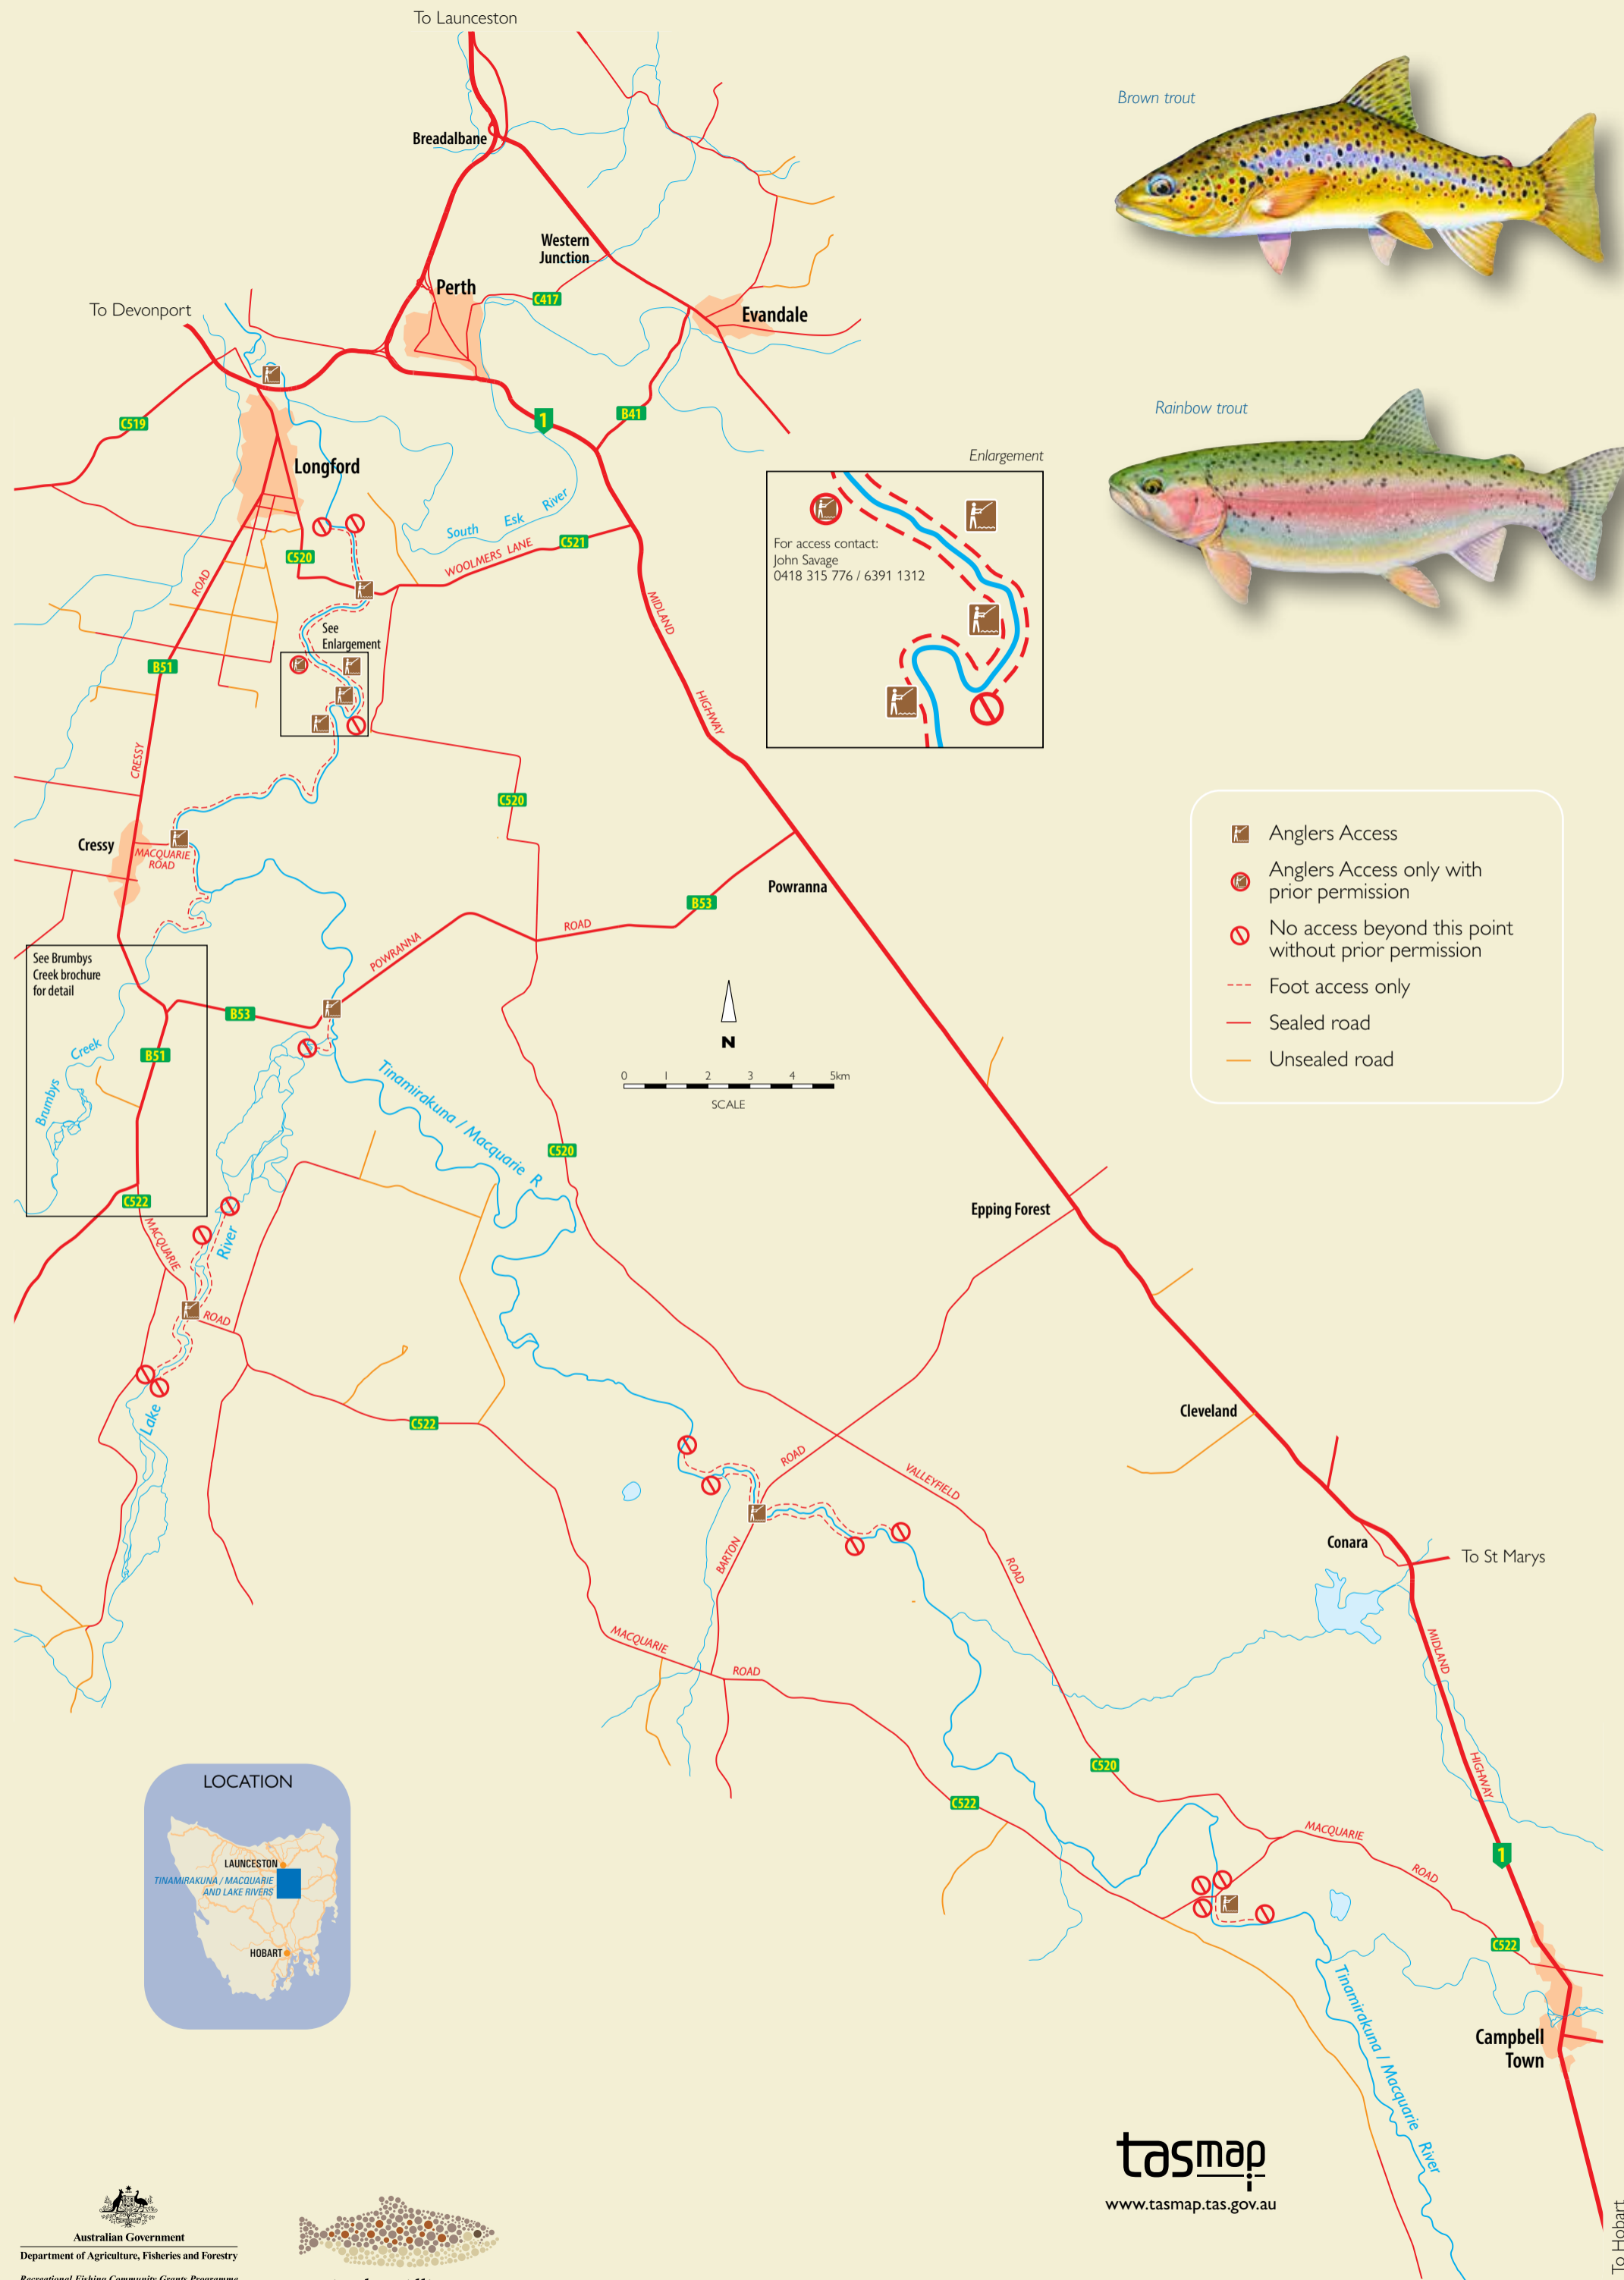 To Launceston
Brown trout
Breadalbane
Western
Junction
Perth
C417
To Devonport
Evandale
C519
1
B41
Rainbow trout
Longford
Enlargement
South Esk River
C520
WOOLMERS LANE
C521
For access contact:
John Savage
0418 315 776 / 6391 1312
ROAD
MIDLAND
See
Enlargement
B51
HIGHWAY
CRESSY
C520
Anglers Access
Cressy
MACQUARIE
ROAD
Anglers Access only with
prior permission
Powranna
B53
ROAD
No access beyond this point
without prior permission
POWRANNA
See Brumbys
Creek brochure
for detail
Foot access only
B53
Sealed road
N
B51
Creek
Unsealed road
Brumbys
0 1 2 3 4 5km
SCALE
Tinamirakuna / Macquarie R
C520
C522
Epping Forest
MACQUARIE
River
ROAD
Lake
Cleveland
C522
ROAD
VALLEYFIELD
Conara
To St Marys
BARTON
ROAD
MACQUARIE
ROAD
MIDLAND
C520
HIGHWAY
LOCATION
C522
MACQUARIE
1
LAUNCESTON
TINAMIRAKUNA / MACQUARIE
AND LAKE RIVERS
ROAD
HOBART
C522
Tinamirakuna / Macquarie River
Campbell
Town
tasmap
www.tasmap.tas.gov.au
To Hobart
Australian Government
Department of Agriculture, Fisheries and Forestry
Recreational Fishing Community Grants Programme